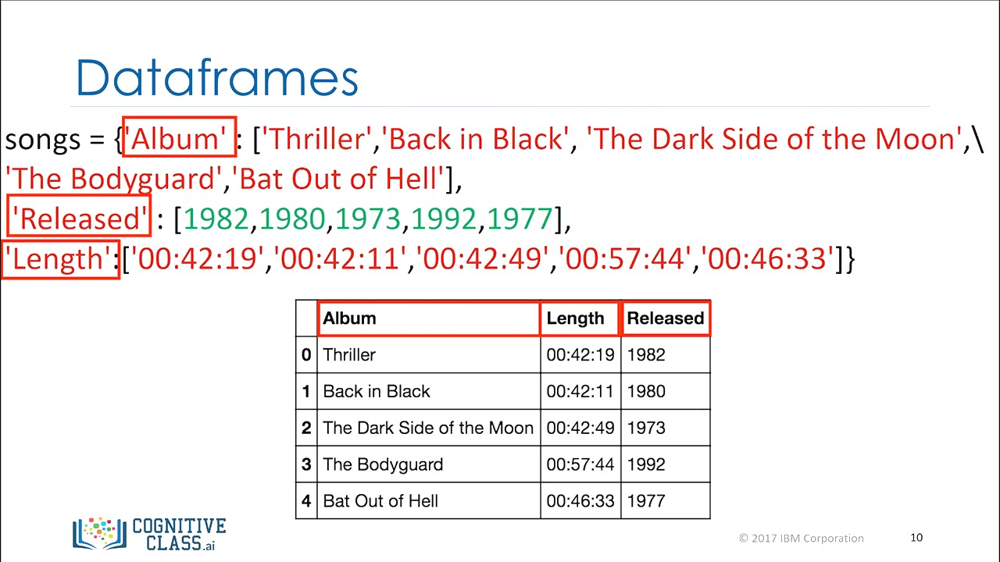 Dataframes
songs = {'Album' : ['Thriller','Back in Black', 'The Dark Side of the Moon',\
'The Bodyguard','Bat Out of Hell'],
'Released' : [1982,1980,1973,1992,1977],
'Length':['00:42:19','00:42:11','00:42:49','00:57:44','00:46:33']}
Album Length Released
0 Thriller 00:42:19 1982
1 Back in Black 00:42:11 1980
2 The Dark Side of the Moon 00:42:49 1973
3 The Bodyguard 00:57:44 1992
4 Bat Out of Hell 00:46:33 1977
COGNITIVE
CLASS.ai
© 2017 IBM Corporation
10